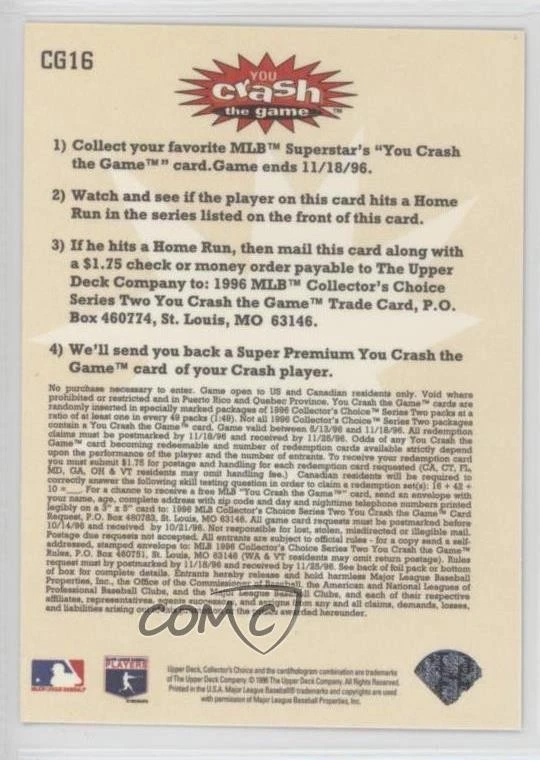 CG16
YOU
crash
the game™
1) Collect your favorite MLB™ Superstar's "You Crash
the Game™" card.Game ends 11/18/96.
2) Watch and see if the player on this card hits a Home
Run in the series listed on the front of this card.
3) If he hits a Home Run, then mail this card along with
a $1.75 check or money order payable to The Upper
Deck Company to: 1996 MLB™ Collector's Choice
Series Two You Crash the Game™ Trade Card, P.O.
Box 460774, St. Louis, MO 63146.
4) We'll send you back a Super Premium You Crash the
Game™ card of your Crash player.
No purchase necessary to enter. Game open to US and Canadian residents only. Void where
prohibited or restricted and in Puerto Rico and Quebec Province. You Crash the Game™ cards are
randomly inserted in specially marked packages of 1996 Collector's Choice™ Series Two packs at a
ratio of at least one in every 49 packs (1:49). Not all 1996 Collector's Choice™ Series Two packages
contain a You Crash the Game™ card. Game valid between 6/13/96 and 11/18/96. All redemption
claims must be postmarked by 11/18/96 and received by 11/25/96. Odds of any You Crash the
Game™ card becoming redeemable and number of redemption cards available strictly depend
upon the performance of the player and the number of entrants. To receive your redemption card
you must submit $1.75 for postage and handling for each redemption card requested (CA, CT, FL,
MD, GA, OH & VT residents may omit handling fee.) Canadian residents will be required to
correctly answer the following skill testing question in order to claim a redemption set(s): 16 + 42 ÷
10 =__. For a chance to receive a free MLB "You Crash the Game™" card, send an envelope with
your name, age, complete address with zip code and day and nighttime telephone numbers printed
legibly on a 3" x 5" card to: 1996 MLB Collector's Choice Series Two You Crash the Game™ Card
Request, P.O. Box 460783, St. Louis, MO 63146. All game card requests must be postmarked before
10/14/96 and received by 10/21/96. Not responsible for lost, stolen, misdirected or illegible mail.
Postage due requests not accepted. All entrants are subject to official rules - for a copy send a self-
addressed, stamped envelope to: MLB 1996 Collector's Choice Series Two You Crash the Game™
Rules, P.O. Box 460751, St. Louis, MO 63146 (WA & VT residents may omit return postage). Rules
request must by postmarked by 11/18/96 and received by 11/25/96. See back of foil pack or bottom
of box for complete details. Entrants hereby release and hold harmless Major League Baseball
Properties, Inc., the Office of the Commissioner of Baseball, the American and National Leagues of
Professional Baseball Clubs, and the Major League Baseball Clubs, and each of their respective
affiliates, representatives, agents successors, and assigns from any and all claims, demands, losses,
and liabilities arising out awarded hereunder.
COMC
MAJOR LEAGUE BASEBALL
PLAYERS
Upper Deck, Collector's Choice and the card/hologram combination are trademarks
of The Upper Deck Company. © 1996 The Upper Deck Company. All Rights Reserved.
Printed in the U.S.A. Major League Baseball® trademarks and copyrights are used
with permission of Major League Baseball Properties, Inc.